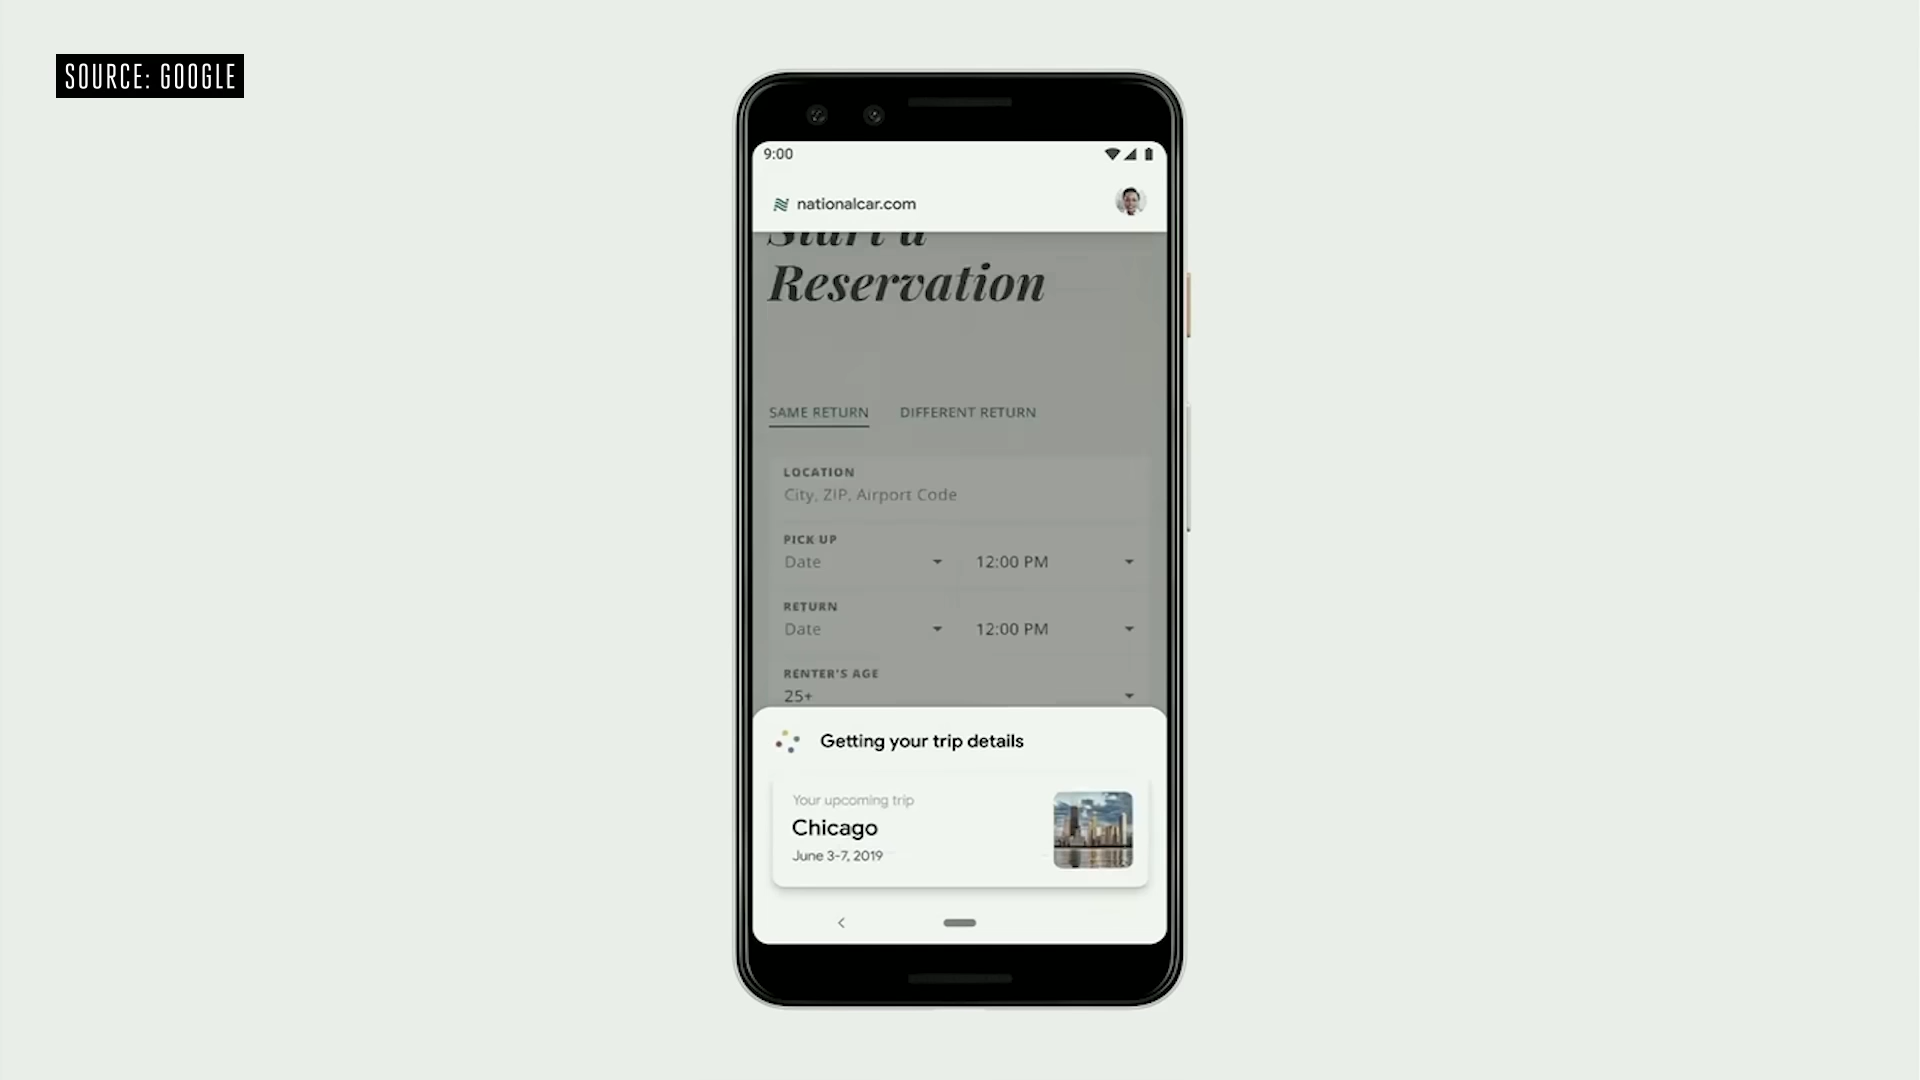 SOURCE: GOOGLE
9:00
nationalcar.com
Start a
Reservation
SAME RETURN DIFFERENT RETURN
LOCATION
City, ZIP, Airport Code
PICK UP
Date 12:00 PM
RETURN
Date 12:00 PM
RENTER'S AGE
25+
Getting your trip details
Your upcoming trip
Chicago
June 3-7, 2019